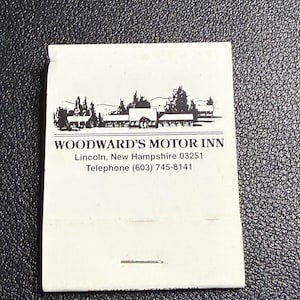 WOODWARD'S MOTOR INN
Lincoln, New Hampshire 03251
Telephone (603) 745-8141